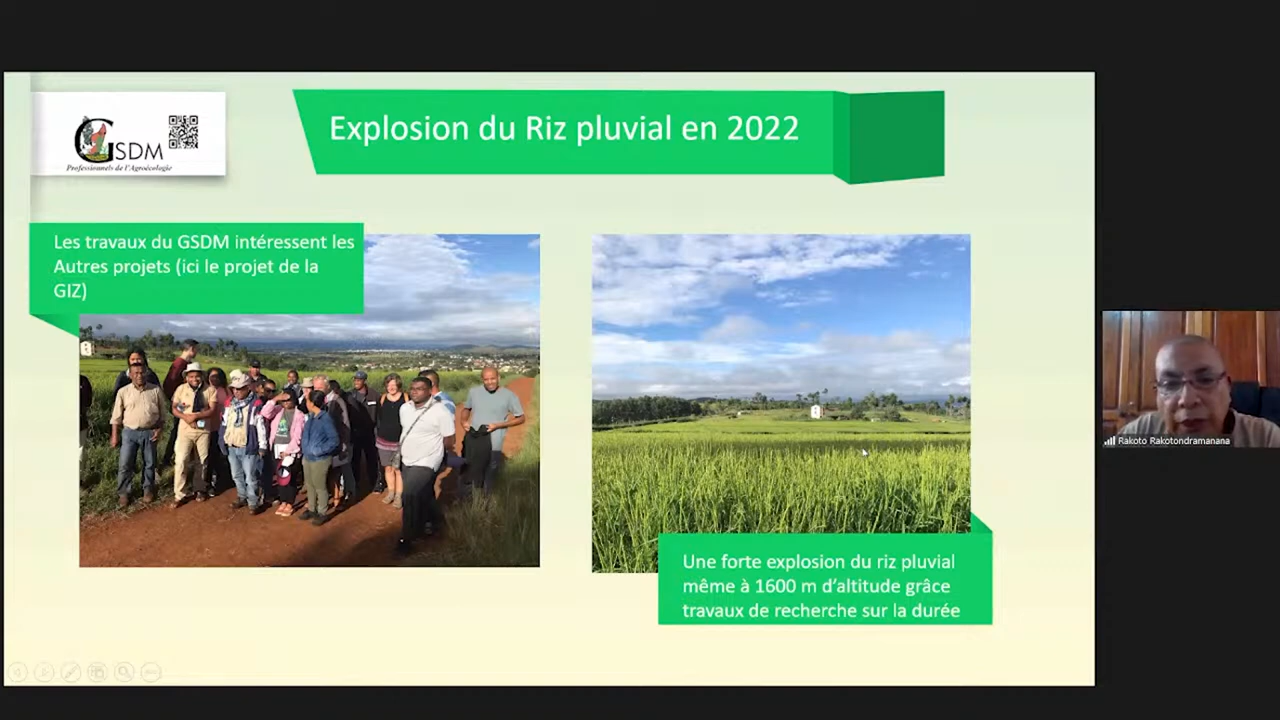 GSDM
Professionnels de l'Agroécologie
Explosion du Riz pluvial en 2022
Les travaux du GSDM intéressent les
Autres projets (ici le projet de la
GIZ)
Une forte explosion du riz pluvial
même à 1600 m d'altitude grâce
travaux de recherche sur la durée
Rakoto Rakotondramanana